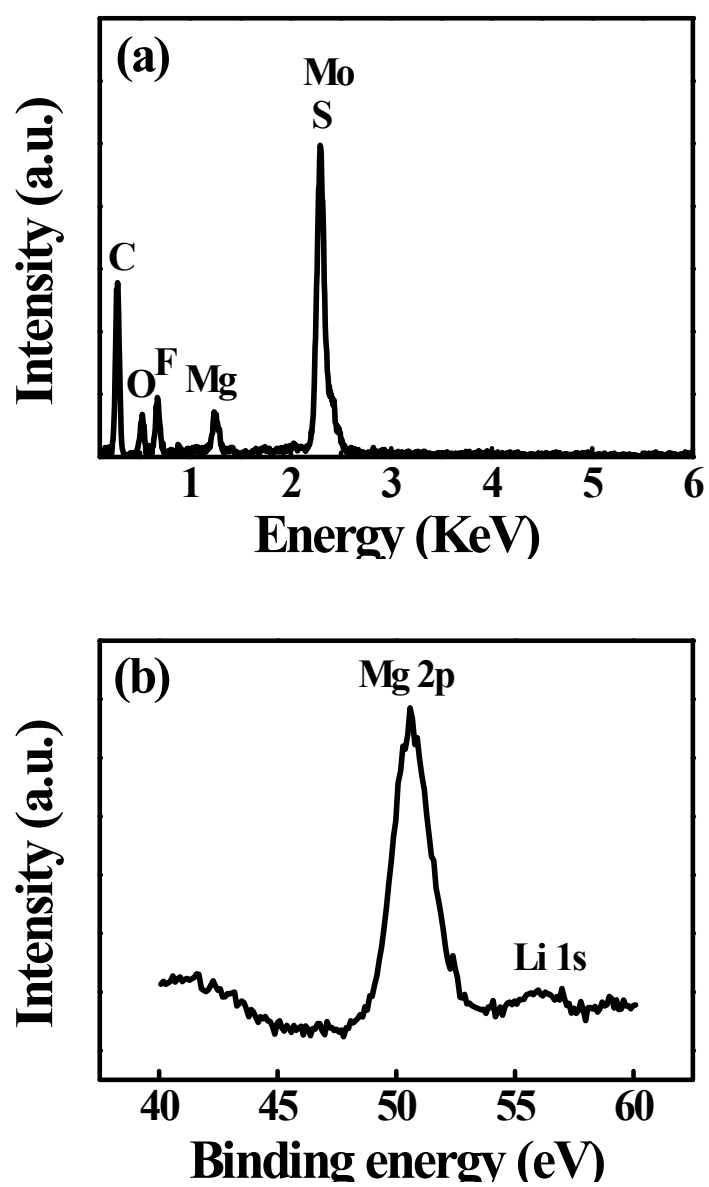 (a)
Mo
S
C
O
F
Mg
Intensity (a.u.)
1 2 3 4 5 6
Energy (KeV)
(b)
Mg 2p
Li 1s
Intensity (a.u.)
40 45 50 55 60
Binding energy (eV)